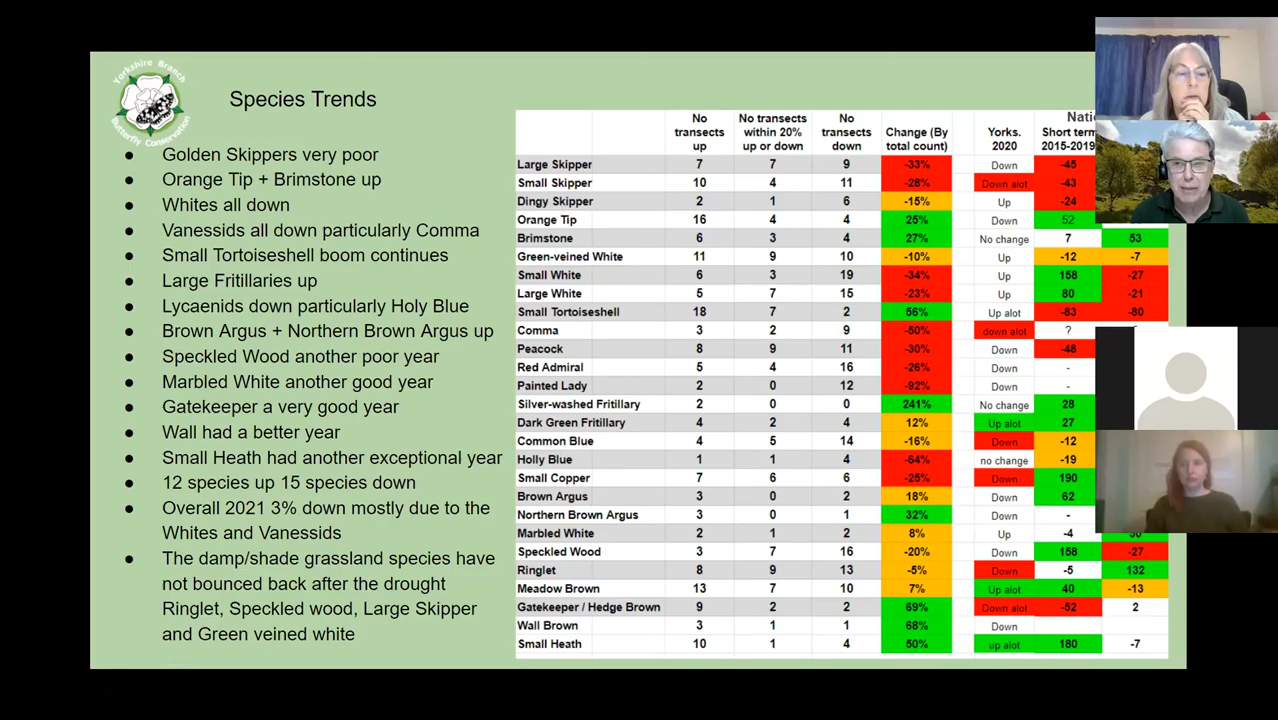 Yorkshire Branch
Butterfly Conservation
Species Trends
● Golden Skippers very poor
● Orange Tip + Brimstone up
● Whites all down
● Vanessids all down particularly Comma
● Small Tortoiseshell boom continues
● Large Fritillaries up
● Lycaenids down particularly Holy Blue
● Brown Argus + Northern Brown Argus up
● Speckled Wood another poor year
● Marbled White another good year
● Gatekeeper a very good year
● Wall had a better year
● Small Heath had another exceptional year
● 12 species up 15 species down
● Overall 2021 3% down mostly due to the
Whites and Vanessids
● The damp/shade grassland species have
not bounced back after the drought
Ringlet, Speckled wood, Large Skipper
and Green veined white
No transects up No transects within 20% up or down No transects down Change (By total count) Yorks. 2020 Short term 2015-2019
Large Skipper 7 7 9 -33% Down -45
Small Skipper 10 4 11 -28% Down alot -43
Dingy Skipper 2 1 6 -15% Up -24
Orange Tip 16 4 4 25% Down 52
Brimstone 6 3 4 27% No change 7 53
Green-veined White 11 9 10 -10% Up -12 -7
Small White 6 3 19 -34% Up 158 -27
Large White 5 7 15 -23% Up 80 -21
Small Tortoiseshell 18 7 2 56% Up alot -83 -80
Comma 3 2 9 -50% down alot ?
Peacock 8 9 11 -30% Down -48
Red Admiral 5 4 16 -26% Down -
Painted Lady 2 0 12 -92% Down -
Silver-washed Fritillary 2 0 0 241% No change 28
Dark Green Fritillary 4 2 4 12% Up alot 27
Common Blue 4 5 14 -16% Down -12
Holly Blue 1 1 4 -64% no change -19
Small Copper 7 6 6 -25% Down 190
Brown Argus 3 0 2 18% Down 62
Northern Brown Argus 3 0 1 32% Down -
Marbled White 2 1 2 8% Up -4
Speckled Wood 3 7 16 -20% Down 158 -27
Ringlet 8 9 13 -5% Down -5 132
Meadow Brown 13 7 10 7% Up alot 40 -13
Gatekeeper / Hedge Brown 9 2 2 69% Down alot -52 2
Wall Brown 3 1 1 68% Down
Small Heath 10 1 4 50% up alot 180 -7